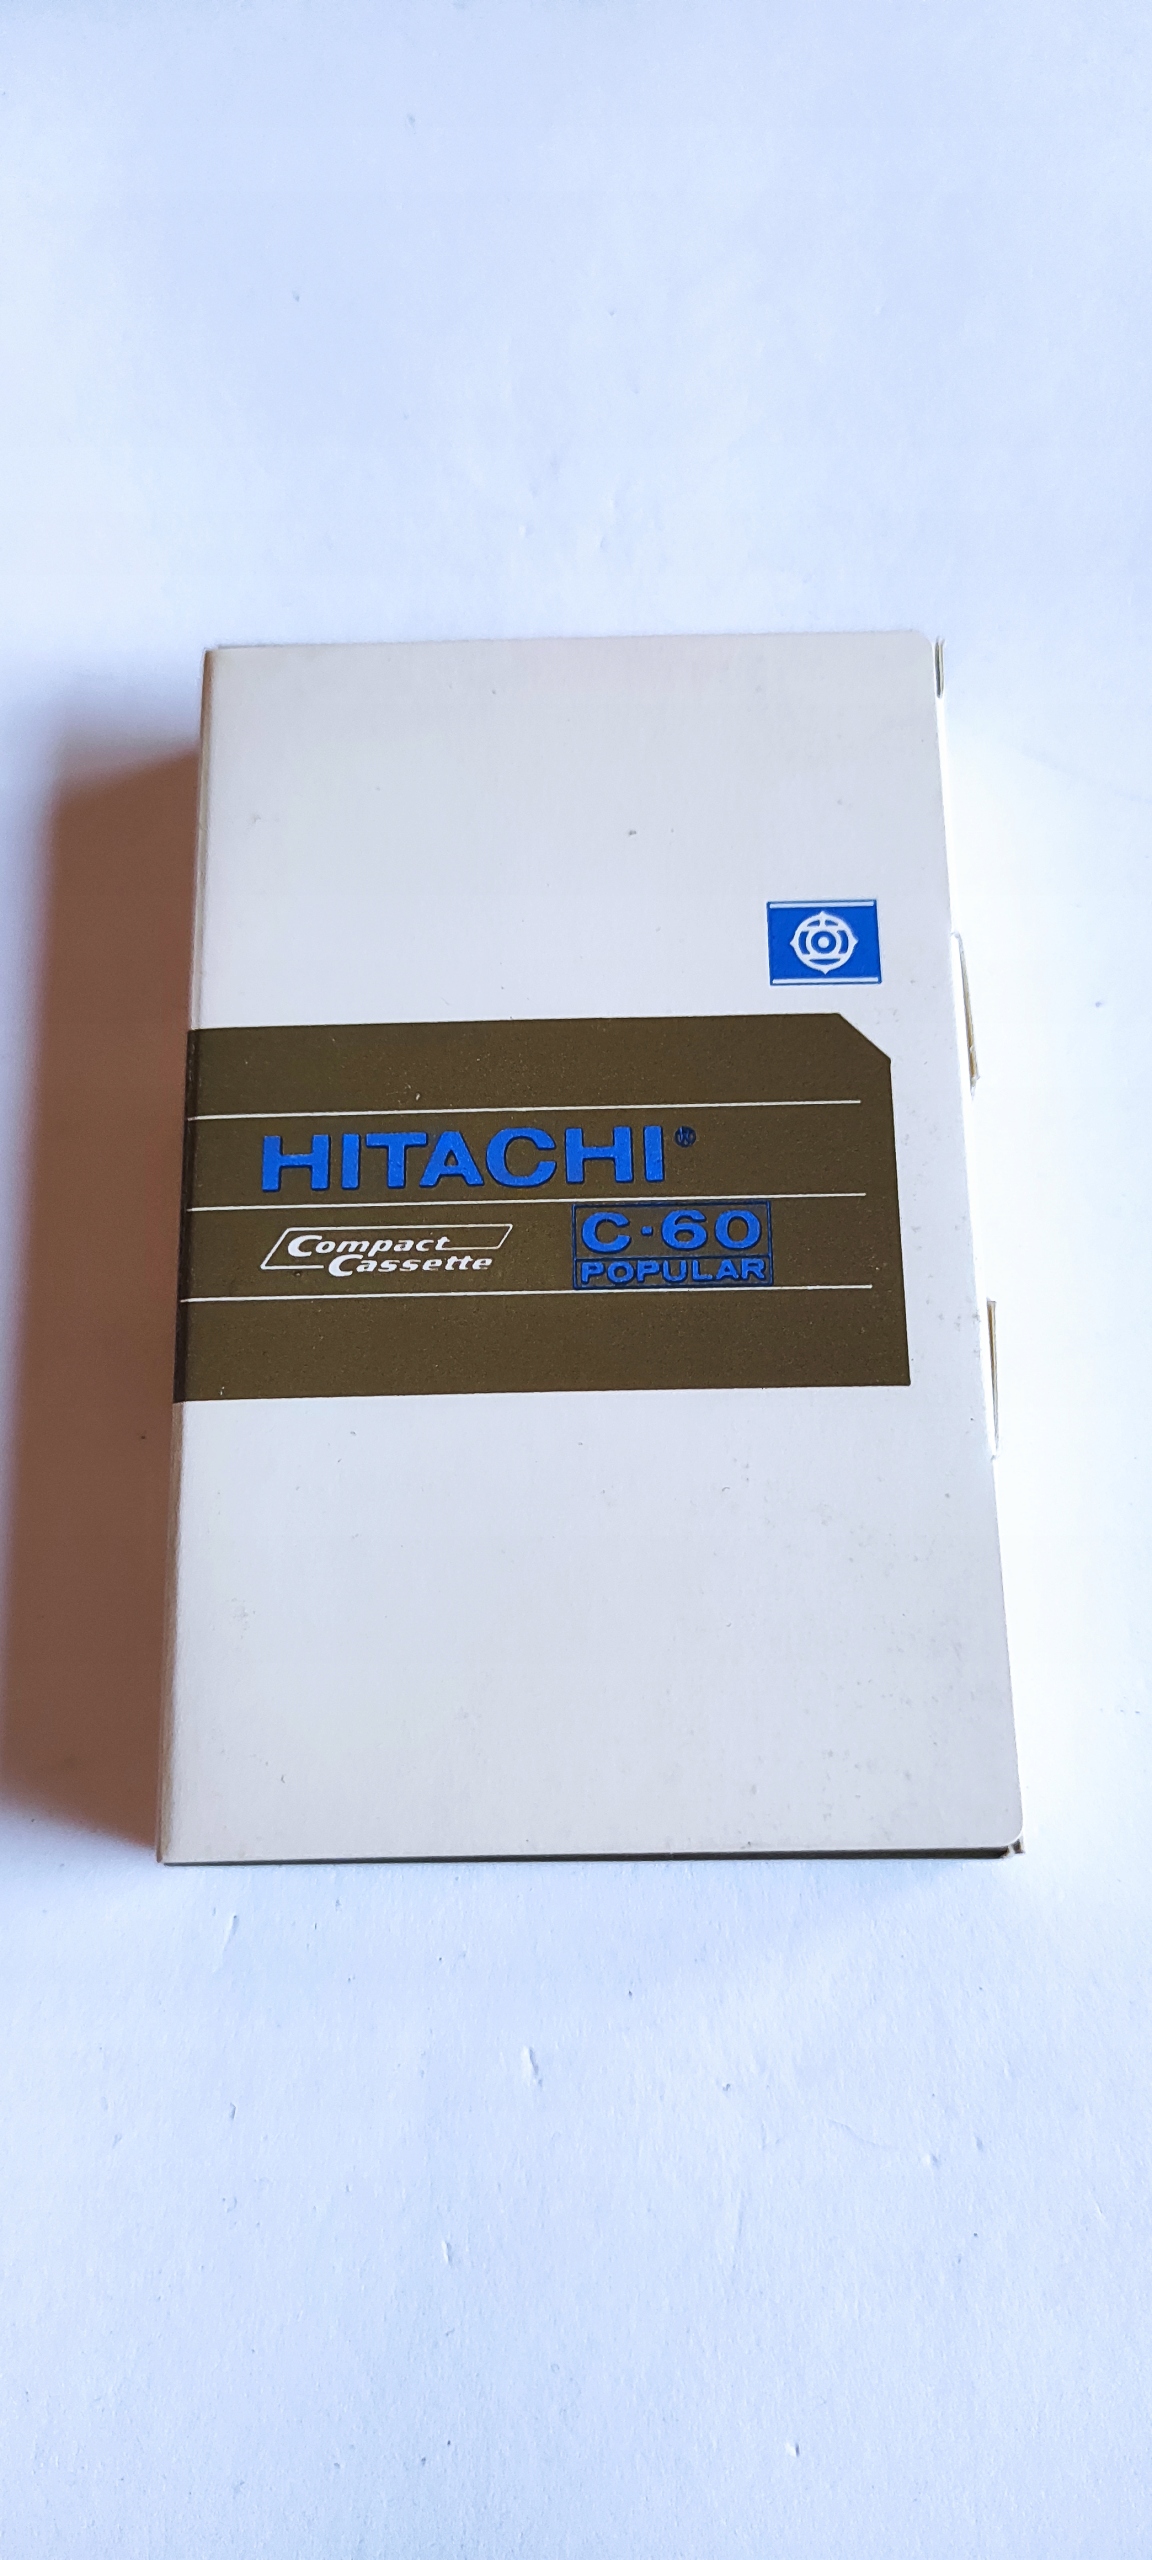 HITACHI®
Compact
Cassette
C·60
POPULAR